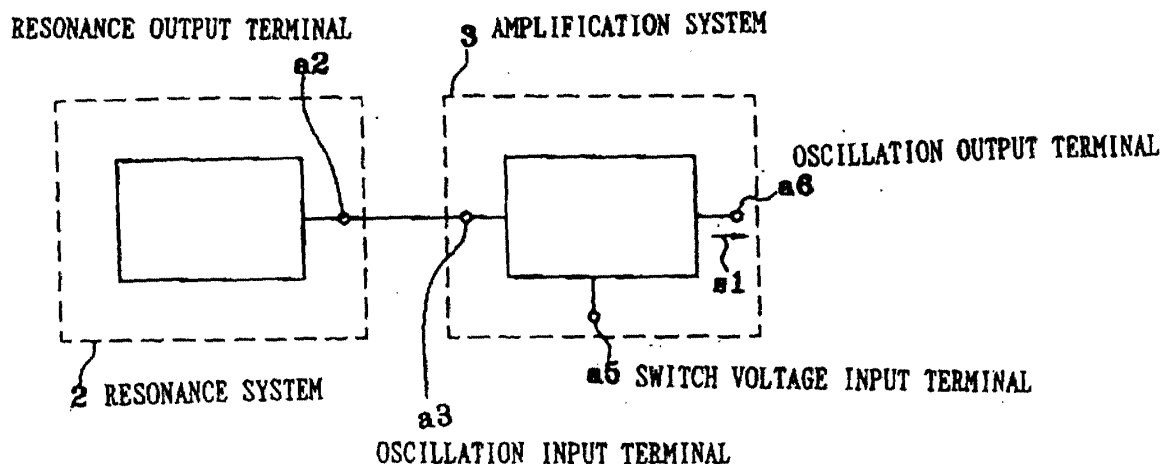 RESONANCE OUTPUT TERMINAL
a2
3 AMPLIFICATION SYSTEM
OSCILLATION OUTPUT TERMINAL
a6
s1
a5 SWITCH VOLTAGE INPUT TERMINAL
2 RESONANCE SYSTEM
a3
OSCILLATION INPUT TERMINAL